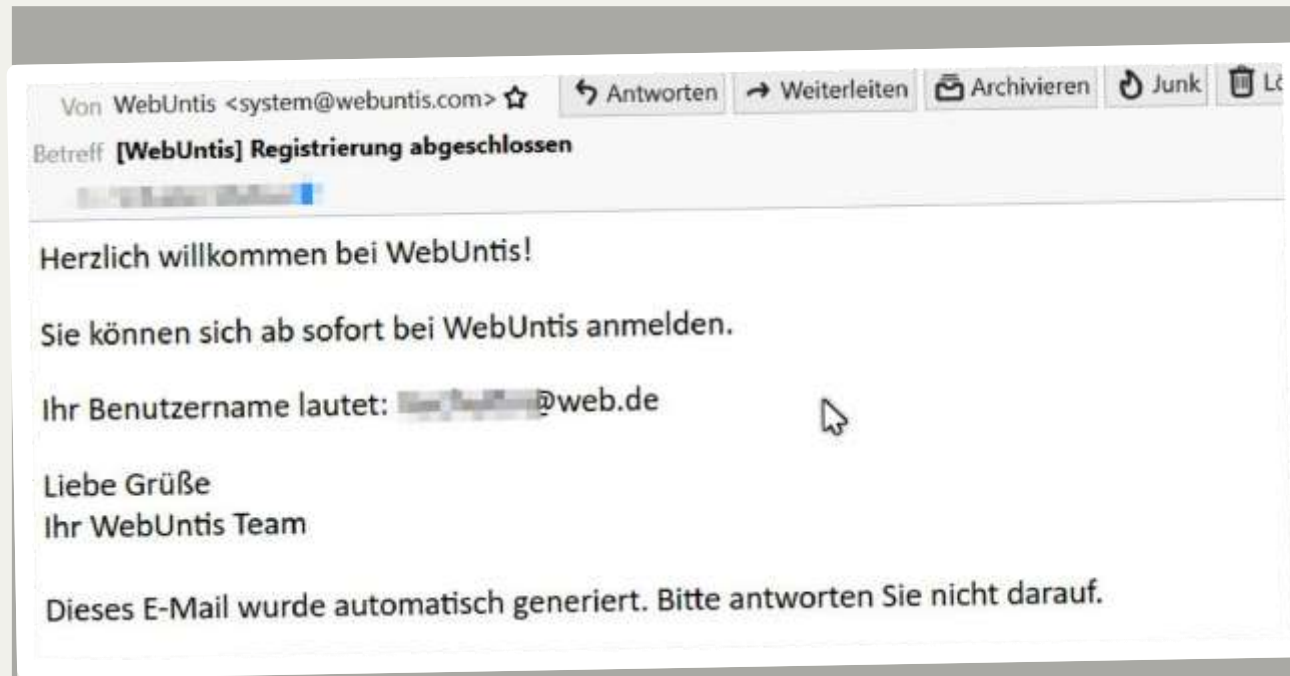 Von WebUntis <system@webuntis.com> Antworten Weiterleiten Archivieren Junk
Betreff [WebUntis] Registrierung abgeschlossen
Herzlich willkommen bei WebUntis!
Sie können sich ab sofort bei WebUntis anmelden.
Ihr Benutzername lautet: @web.de
Liebe Grüße
Ihr WebUntis Team
Dieses E-Mail wurde automatisch generiert. Bitte antworten Sie nicht darauf.